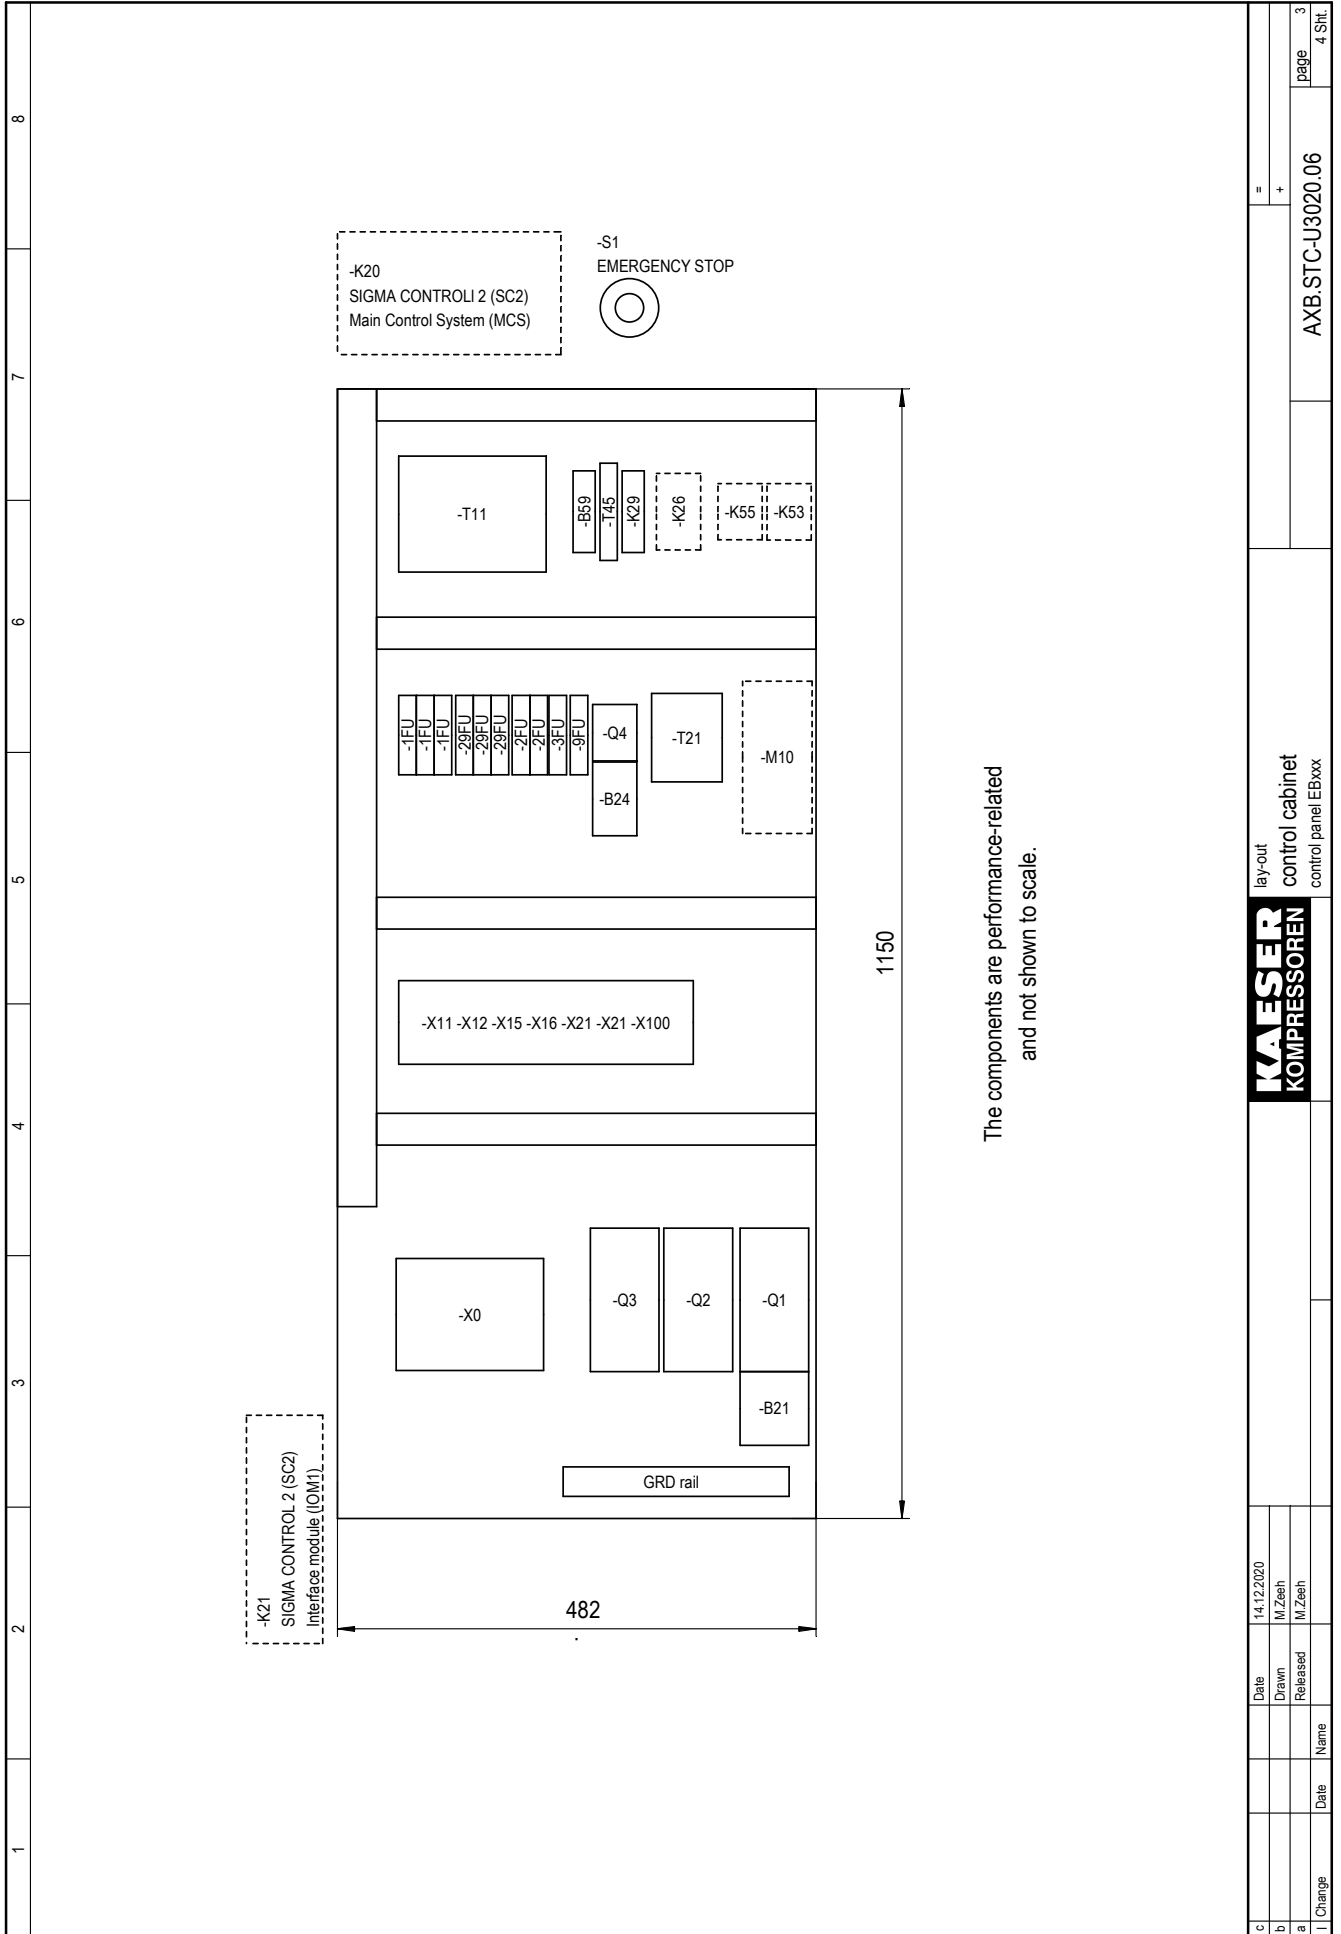 8
7
6
5
4
3
2
1
-K20
SIGMA CONTROLI 2 (SC2)
Main Control System (MCS)
-S1
EMERGENCY STOP
-T11
-B59
-T45
-K29
-K26
-K55
-K53
-1FU
-1FU
-1FU
-29FU
-29FU
-29FU
-2FU
-2FU
-3FU
-9FU
-Q4
-B24
-T21
-M10
-X11 -X12 -X15 -X16 -X21 -X21 -X100
-X0
-Q3
-Q2
-Q1
-B21
GRD rail
1150
482
-K21
SIGMA CONTROL 2 (SC2)
Interface module (IOM1)
The components are performance-related
and not shown to scale.
c
b
a
I
Change
Date
Name
Date
14.12.2020
Drawn
M.Zeeh
Released
M.Zeeh
KAESER
KOMPRESSOREN
lay-out
control cabinet
control panel EBxxx
=
+
AXB.STC-U3020.06
page 3
4 Sht.